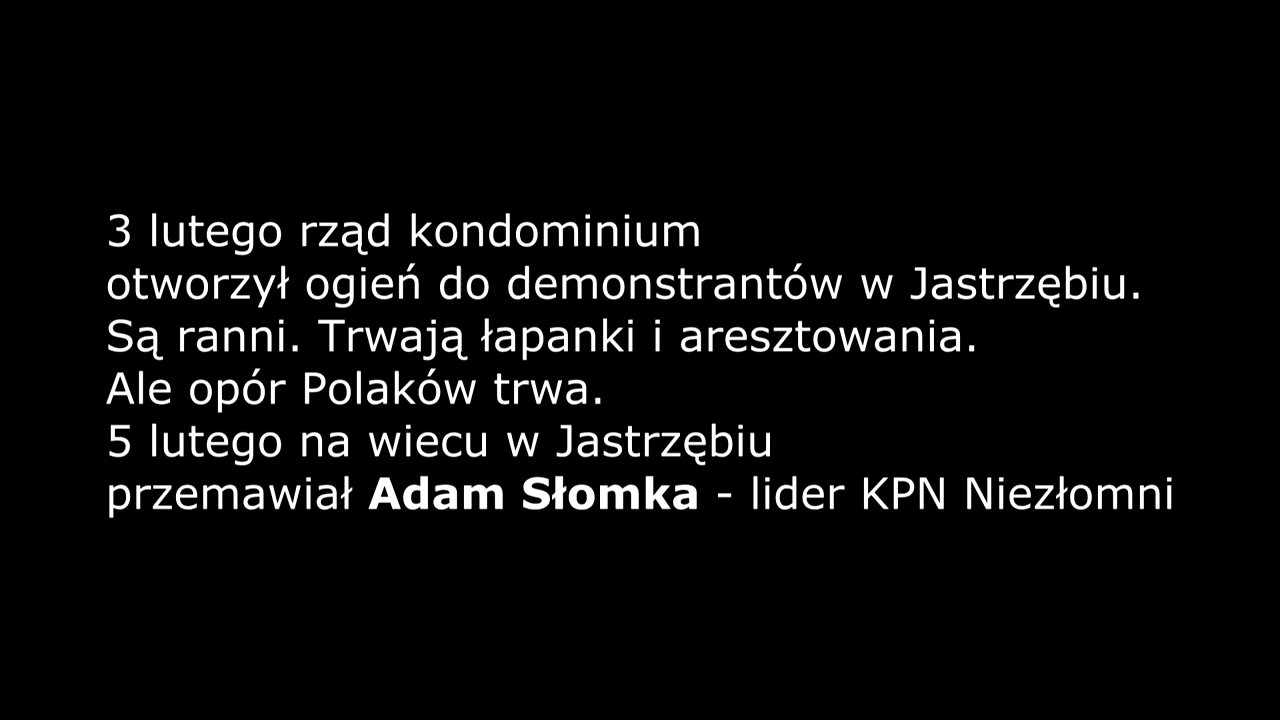 3 lutego rząd kondominium
otworzył ogień do demonstrantów w Jastrzębiu.
Są ranni. Trwają łapanki i aresztowania.
Ale opór Polaków trwa.
5 lutego na wiecu w Jastrzębiu
przemawiał Adam Słomka - lider KPN Niezłomni